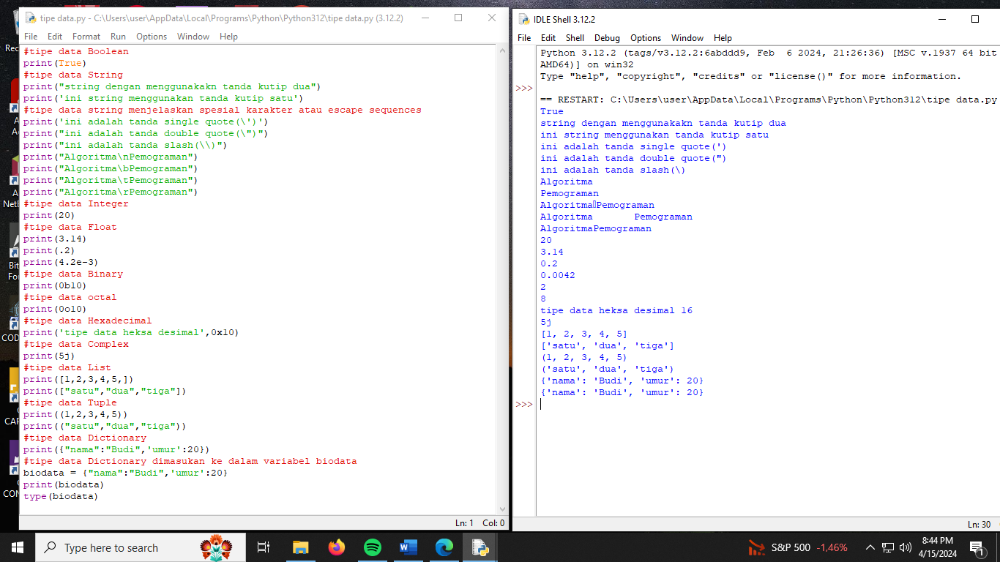 tipe data.py - C:\Users\user\AppData\Local\Programs\Python\Python312\tipe data.py (3.12.2)
File Edit Format Run Options Window Help
#tipe data Boolean
print(True)
#tipe data String
print("string dengan menggunakakn tanda kutip dua")
print('ini string menggunakan tanda kutip satu')
#tipe data string menjelaskan spesial karakter atau escape sequences
print('ini adalah tanda single quote(\')')
print("ini adalah tanda double quote(\")")
print("ini adalah tanda slash(\\)")
print("Algoritma\nPemograman")
print("Algoritma\bPemograman")
print("Algoritma\tPemograman")
print("Algoritma\rPemograman")
#tipe data Integer
print(20)
#tipe data Float
print(3.14)
print(.2)
print(4.2e-3)
#tipe data Binary
print(0b10)
#tipe data octal
print(0o10)
#tipe data Hexadecimal
print('tipe data heksa desimal',0x10)
#tipe data Complex
print(5j)
#tipe data List
print([1,2,3,4,5,])
print(["satu","dua","tiga"])
#tipe data Tuple
print((1,2,3,4,5))
print(("satu","dua","tiga"))
#tipe data Dictionary
print({"nama":"Budi",'umur':20})
#tipe data Dictionary dimasukan ke dalam variabel biodata
biodata = {"nama":"Budi",'umur':20}
print(biodata)
type(biodata)
Ln: 1 Col: 0
IDLE Shell 3.12.2
File Edit Shell Debug Options Window Help
Python 3.12.2 (tags/v3.12.2:6abddd9, Feb 6 2024, 21:26:36) [MSC v.1937 64 bit
AMD64)] on win32
Type "help", "copyright", "credits" or "license()" for more information.
>>>
== RESTART: C:\Users\user\AppData\Local\Programs\Python\Python312\tipe data.py
True
string dengan menggunakakn tanda kutip dua
ini string menggunakan tanda kutip satu
ini adalah tanda single quote(')
ini adalah tanda double quote(")
ini adalah tanda slash(\)
Algoritma
Pemograman
Algoritma▯Pemograman
Algoritma	Pemograman
AlgoritmaPemograman
20
3.14
0.2
0.0042
2
8
tipe data heksa desimal 16
5j
[1, 2, 3, 4, 5]
['satu', 'dua', 'tiga']
(1, 2, 3, 4, 5)
('satu', 'dua', 'tiga')
{'nama': 'Budi', 'umur': 20}
{'nama': 'Budi', 'umur': 20}
>>>
Ln: 30
Type here to search
S&P 500 -1,46%
8:44 PM
4/15/2024
1